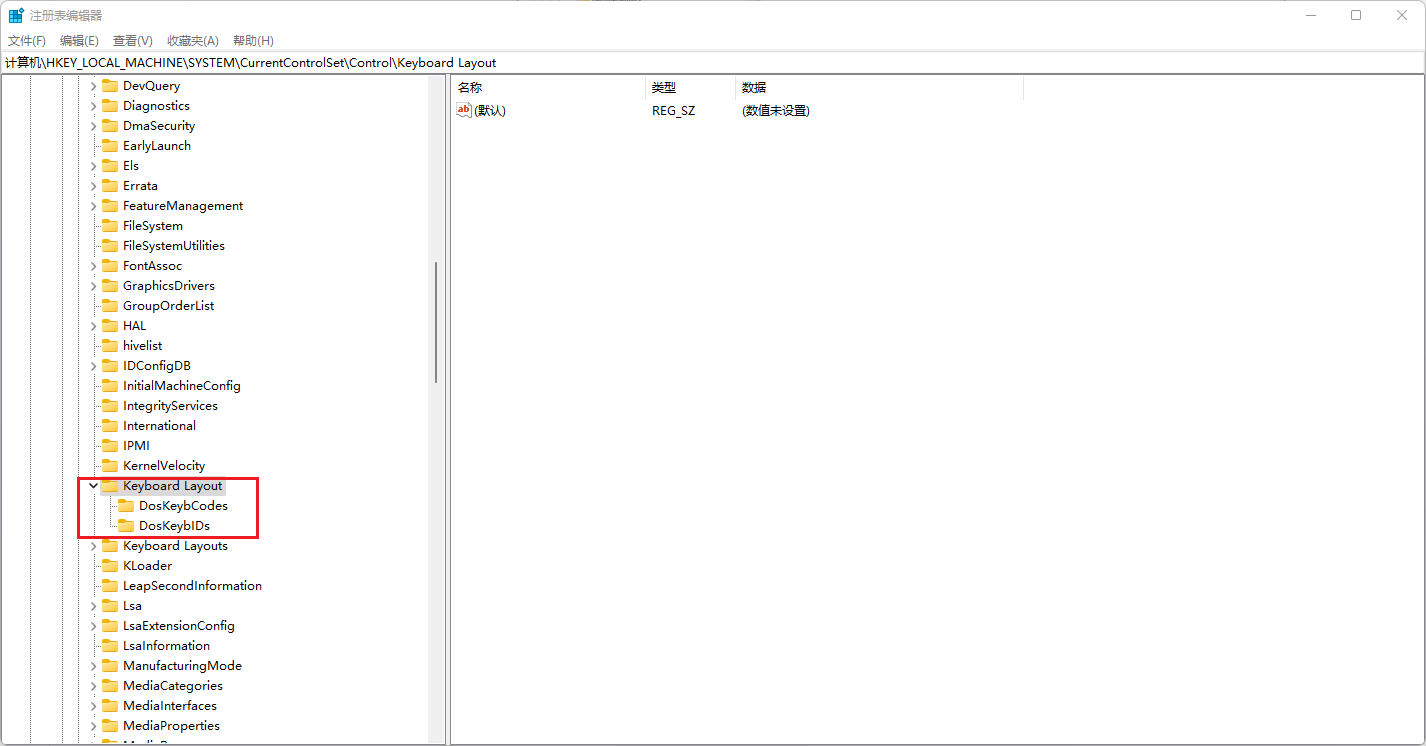 注册表编辑器
文件(F) 编辑(E) 查看(V) 收藏夹(A) 帮助(H)
计算机\HKEY_LOCAL_MACHINE\SYSTEM\CurrentControlSet\Control\Keyboard Layout
DevQuery
Diagnostics
DmaSecurity
EarlyLaunch
Els
Errata
FeatureManagement
FileSystem
FileSystemUtilities
FontAssoc
GraphicsDrivers
GroupOrderList
HAL
hivelist
IDConfigDB
InitialMachineConfig
IntegrityServices
International
IPMI
KernelVelocity
Keyboard Layout
DosKeybCodes
DosKeybIDs
Keyboard Layouts
KLoader
LeapSecondInformation
Lsa
LsaExtensionConfig
LsaInformation
ManufacturingMode
MediaCategories
MediaInterfaces
MediaProperties
名称 类型 数据
ab (默认) REG_SZ (数值未设置)